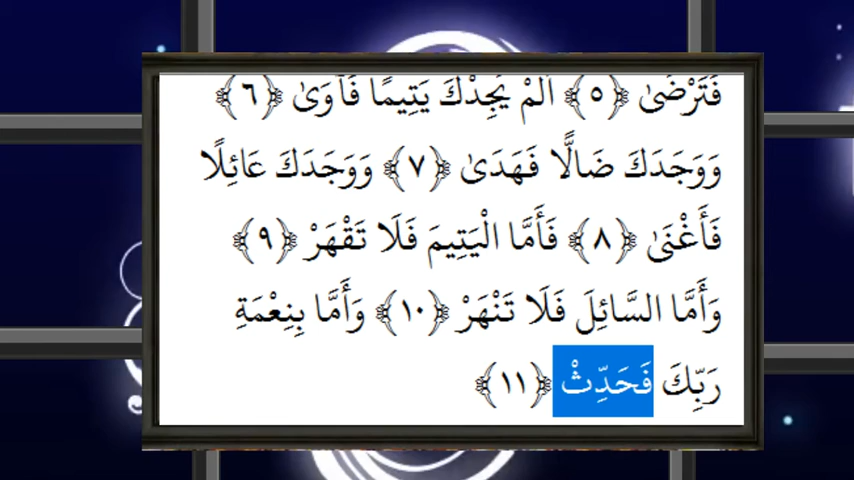 فَتَرْضَىٰ ﴿٥﴾ أَلَمْ يَجِدْكَ يَتِيمًا فَآوَىٰ ﴿٦﴾
وَوَجَدَكَ ضَالًّا فَهَدَىٰ ﴿٧﴾ وَوَجَدَكَ عَائِلًا
فَأَغْنَىٰ ﴿٨﴾ فَأَمَّا الْيَتِيمَ فَلَا تَقْهَرْ ﴿٩﴾
وَأَمَّا السَّائِلَ فَلَا تَنْهَرْ ﴿١٠﴾ وَأَمَّا بِنِعْمَةِ
رَبِّكَ فَحَدِّثْ ﴿١١﴾